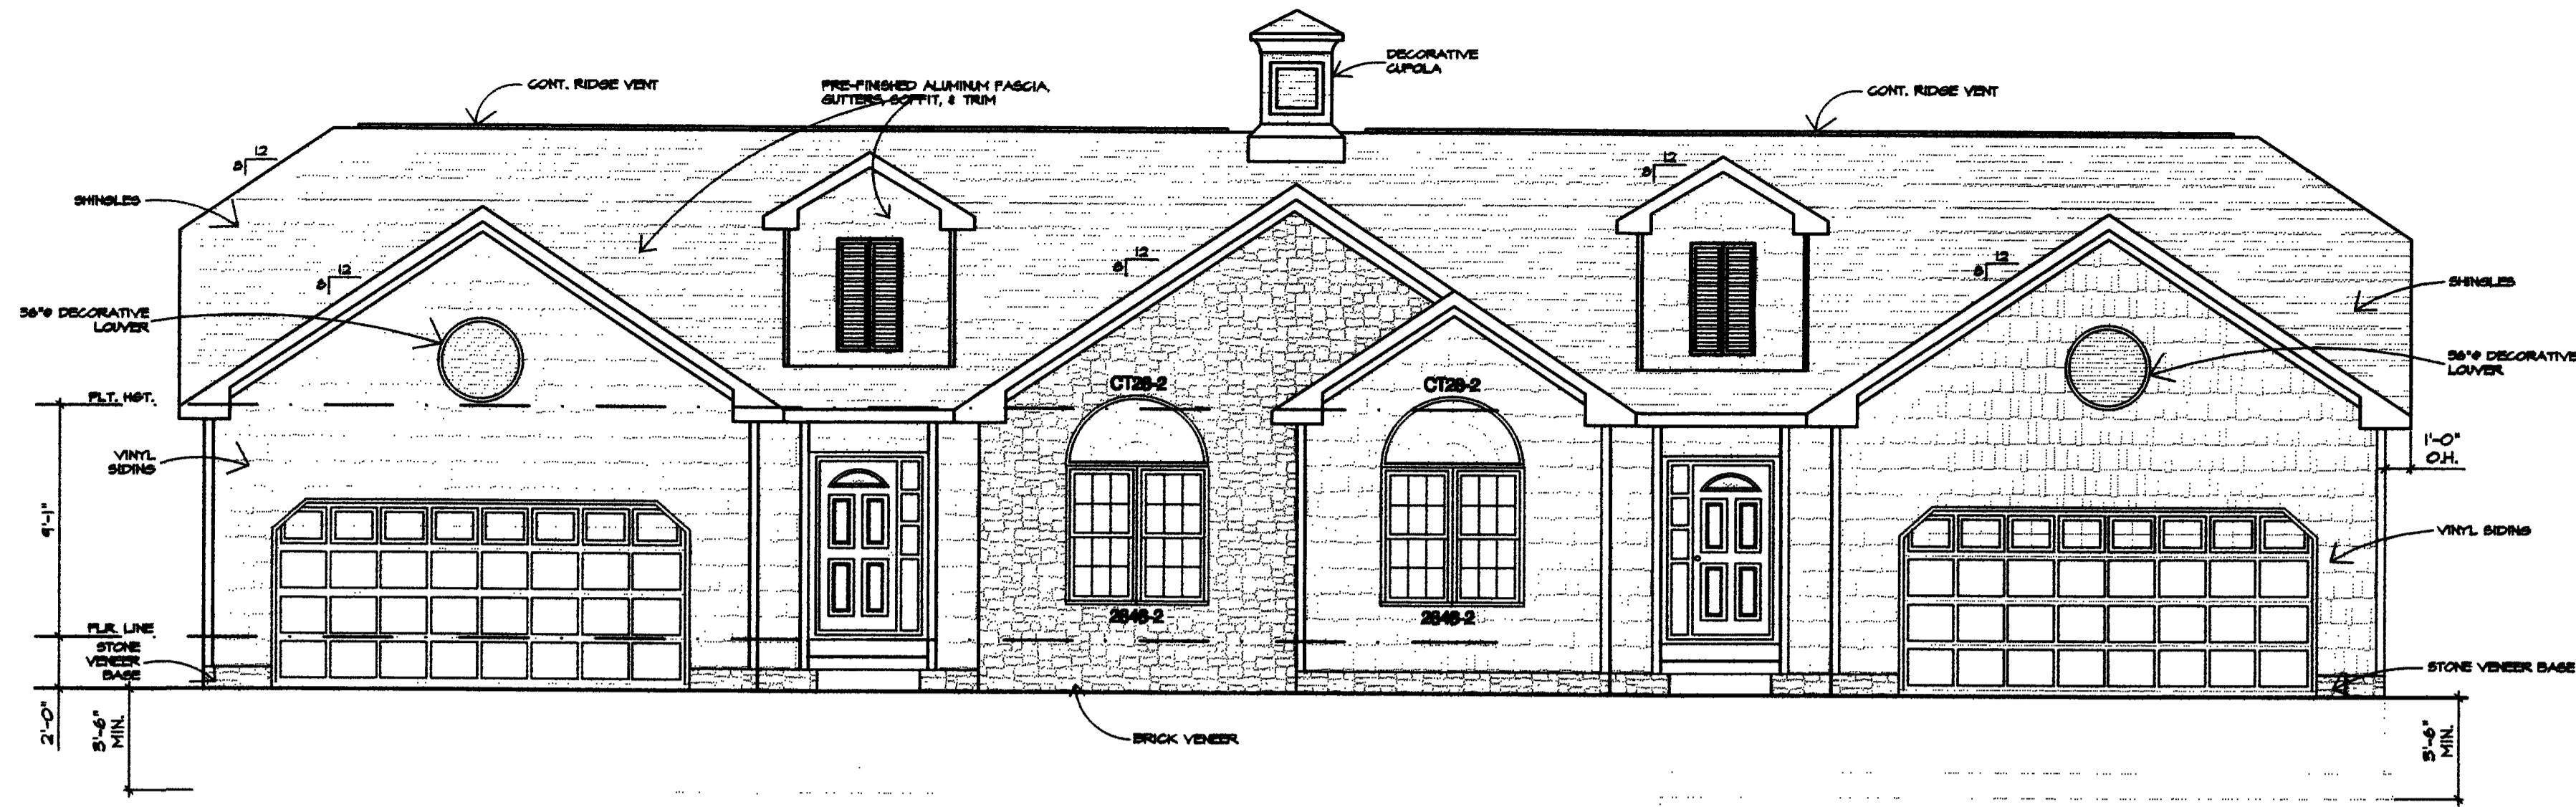 DECORATIVE
CUPOLA
CONT. RIDGE VENT
PRE-FINISHED ALUMINUM FASCIA,
GUTTERS, SOFFIT, & TRIM
CONT. RIDGE VENT
12
8
12
8
SHINGLES
12
8
12
8
12
8
SHINGLES
36"Ø DECORATIVE
LOUVER
36"Ø DECORATIVE
LOUVER
CT28-2
CT28-2
PLT. HGT.
1'-0"
O.H.
VINYL
SIDING
9'-1"
VINYL SIDING
2846-2
2846-2
FLR. LINE
STONE
VENEER
BASE
STONE VENEER BASE
2'-0"
3'-6"
MIN.
BRICK VENEER
3'-6"
MIN.